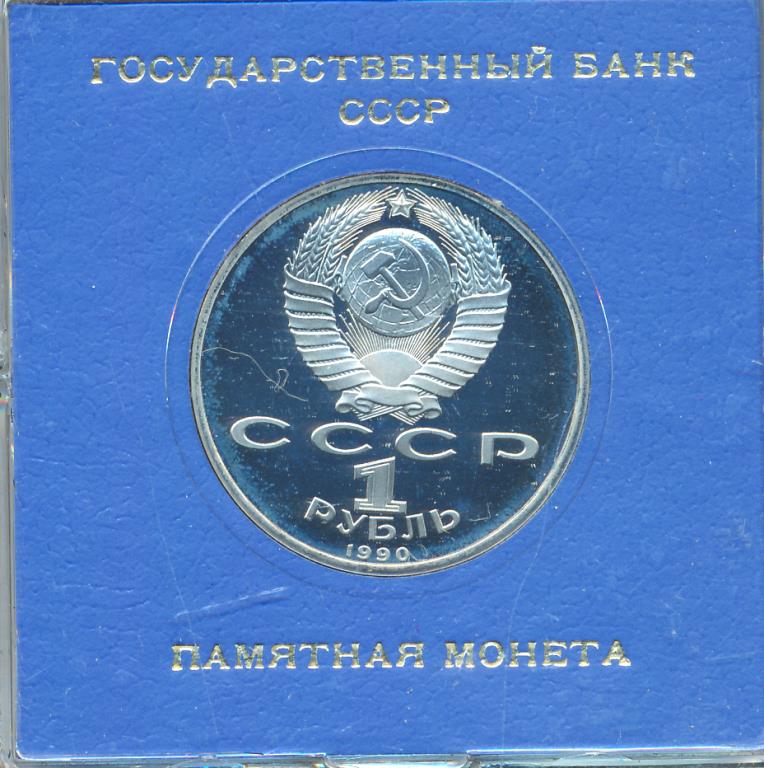 ГОСУДАРСТВЕННЫЙ БАНК
СССР
СССР
1
РУБЛЬ
1990
ПАМЯТНАЯ МОНЕТА